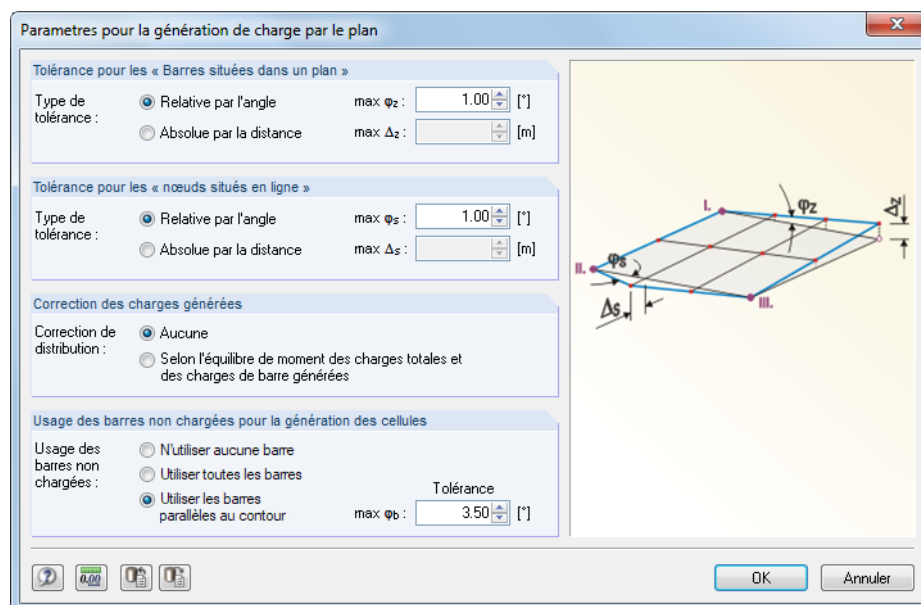 Parametres pour la génération de charge par le plan
Tolérance pour les « Barres situées dans un plan »
Type de tolérance :
Relative par l'angle
max φz :
1.00
[°]
Absolue par la distance
max Δz :
[m]
Tolérance pour les « nœuds situés en ligne »
Type de tolérance :
Relative par l'angle
max φs :
1.00
[°]
Absolue par la distance
max Δs :
[m]
Correction des charges générées
Correction de distribution :
Aucune
Selon l'équilibre de moment des charges totales et
des charges de barre générées
Usage des barres non chargées pour la génération des cellules
Usage des
barres non
chargées :
N'utiliser aucune barre
Utiliser toutes les barres
Utiliser les barres
parallèles au contour
Tolérance
max φb :
3.50
[°]
I.
φz
Δz
II.
φs
Δs
III.
0.00
OK
Annuler